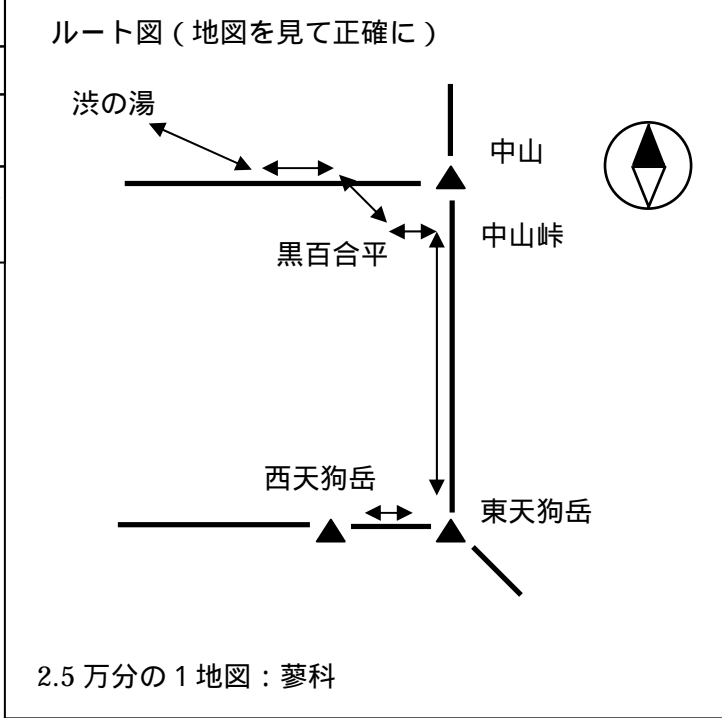 ルート図（地図を見て正確に）
渋の湯
中山
中山峠
黒百合平
西天狗岳
東天狗岳
2.5 万分の１地図：蓼科